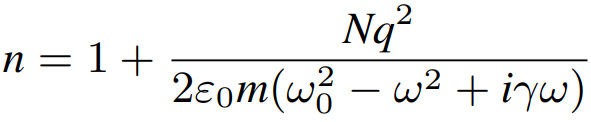 n = 1 + \frac{Nq^2}{2\varepsilon_0 m(\omega_0^2 - \omega^2 + i\gamma\omega)}